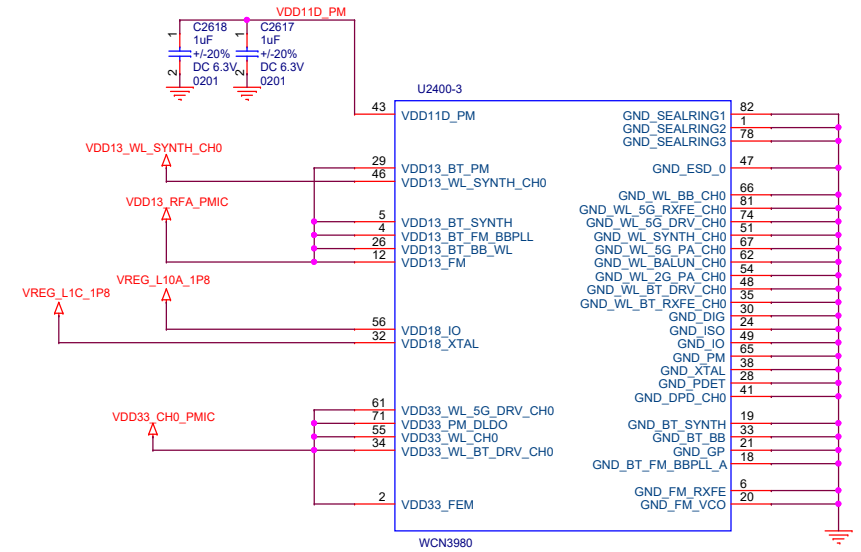 VDD11D_PM
C2618
1uF
+/-20%
DC 6.3V
0201
1
2
C2617
1uF
+/-20%
DC 6.3V
0201
1
2
U2400-3
43 VDD11D_PM
VDD13_WL_SYNTH_CH0
29 VDD13_BT_PM
46 VDD13_WL_SYNTH_CH0
VDD13_RFA_PMIC
5 VDD13_BT_SYNTH
4 VDD13_BT_FM_BBPLL
26 VDD13_BT_BB_WL
12 VDD13_FM
VREG_L10A_1P8
VREG_L1C_1P8
56 VDD18_IO
32 VDD18_XTAL
61 VDD33_WL_5G_DRV_CH0
VDD33_CH0_PMIC
71 VDD33_PM_DLDO
55 VDD33_WL_CH0
34 VDD33_WL_BT_DRV_CH0
2 VDD33_FEM
GND_SEALRING1 82
GND_SEALRING2 1
GND_SEALRING3 78
GND_ESD_0 47
GND_WL_BB_CH0 66
GND_WL_5G_RXFE_CH0 81
GND_WL_5G_DRV_CH0 74
GND_WL_SYNTH_CH0 51
GND_WL_5G_PA_CH0 67
GND_WL_BALUN_CH0 62
GND_WL_2G_PA_CH0 54
GND_WL_BT_DRV_CH0 48
GND_WL_BT_RXFE_CH0 35
GND_DIG 30
GND_ISO 24
GND_IO 49
GND_PM 65
GND_XTAL 38
GND_PDET 28
GND_DPD_CH0 41
GND_BT_SYNTH 19
GND_BT_BB 33
GND_GP 21
GND_BT_FM_BBPLL_A 18
GND_FM_RXFE 6
GND_FM_VCO 20
WCN3980